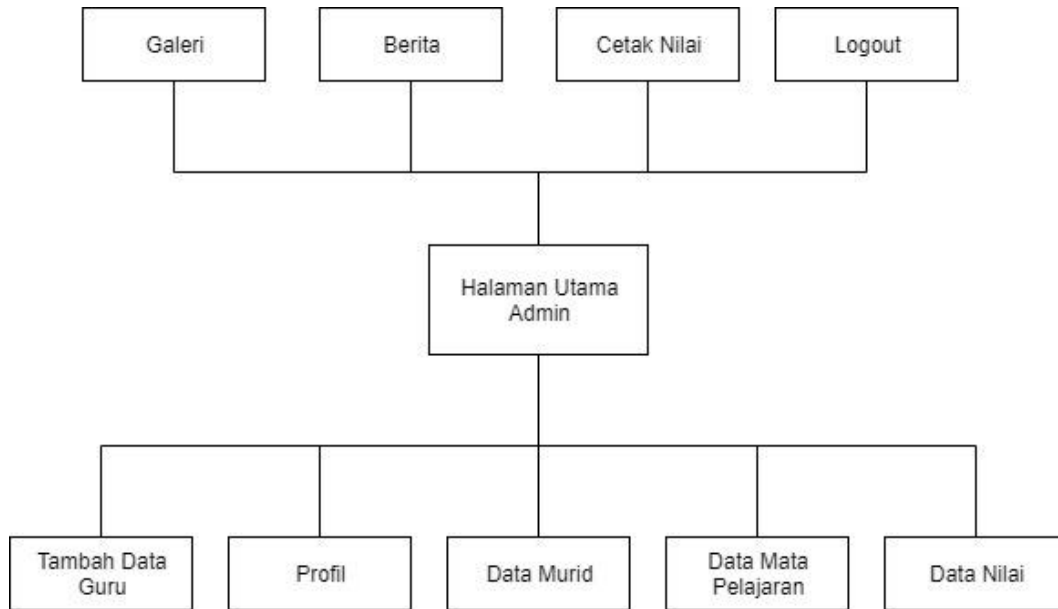 Galeri
Berita
Cetak Nilai
Logout
Halaman Utama
Admin
Tambah Data
Guru
Profil
Data Murid
Data Mata
Pelajaran
Data Nilai